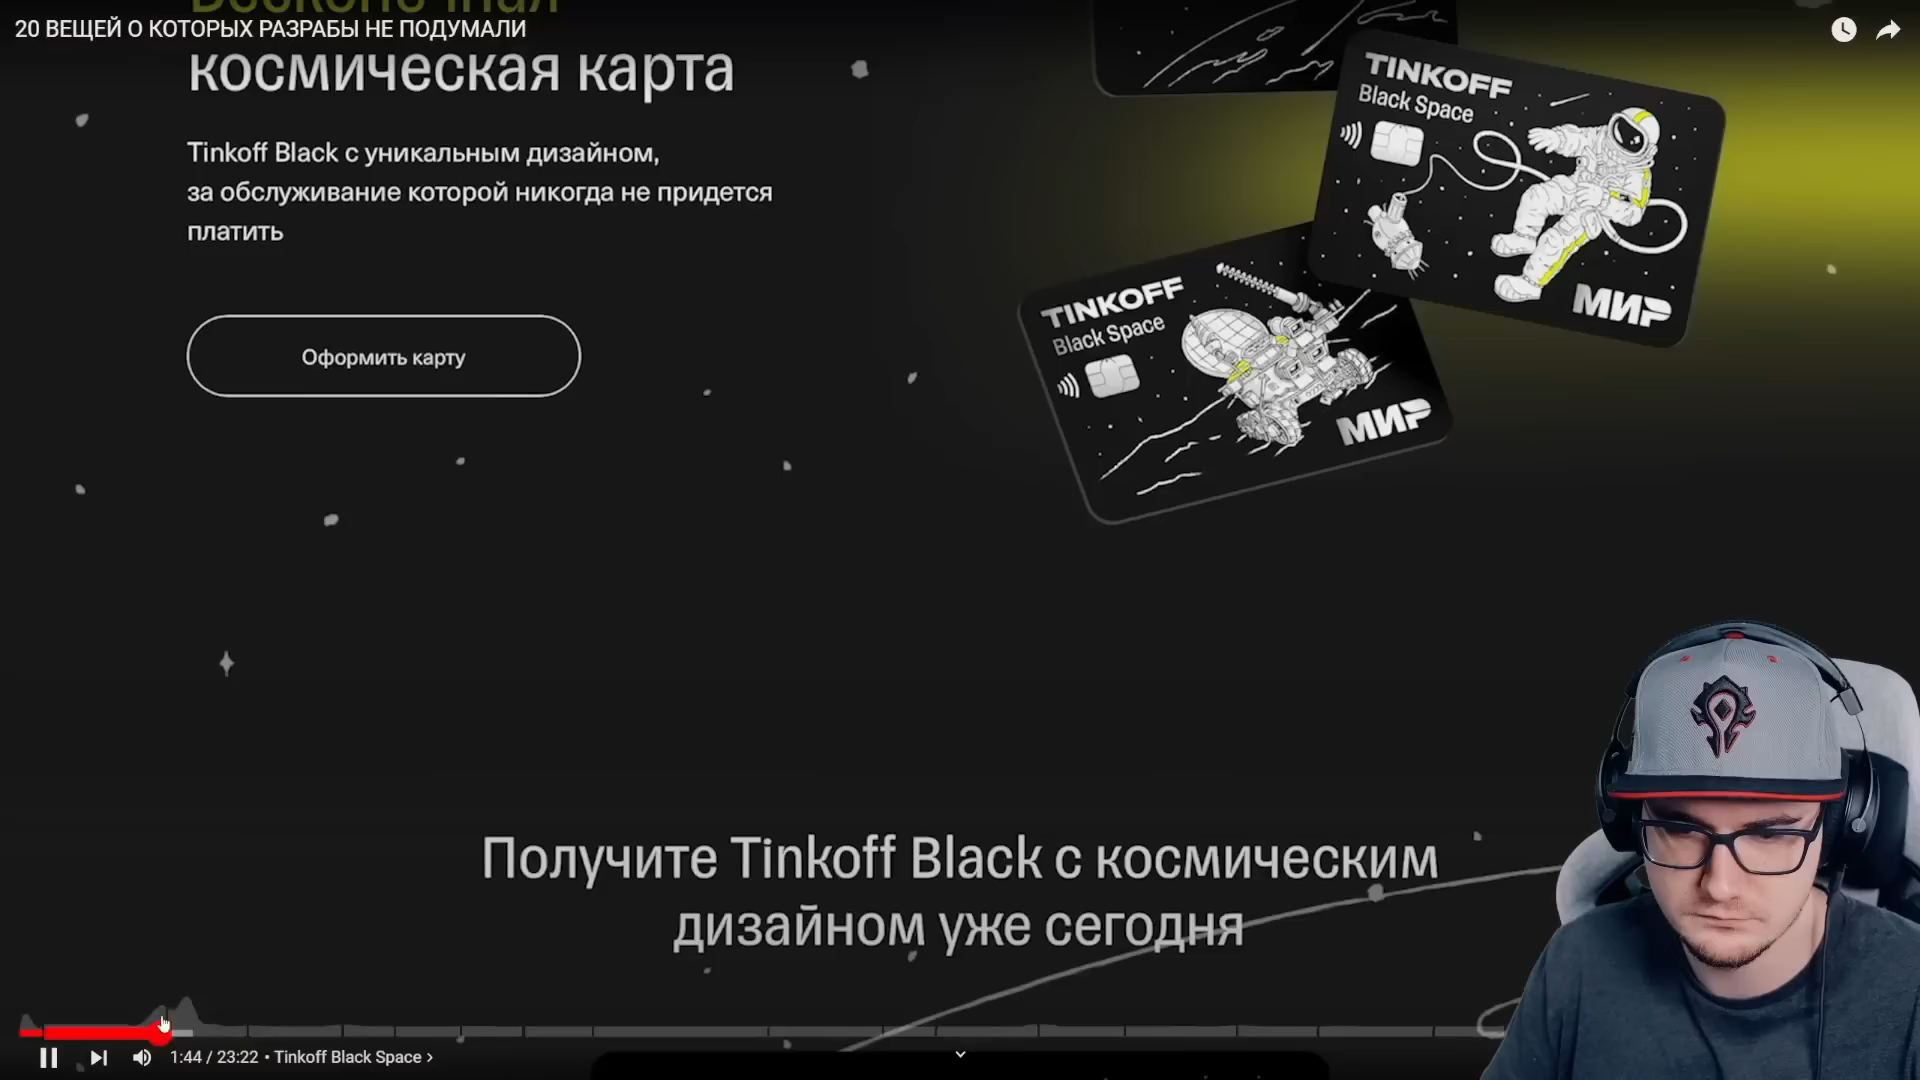 20 ВЕЩЕЙ О КОТОРЫХ РАЗРАБЫ НЕ ПОДУМАЛИ
космическая карта
Tinkoff Black с уникальным дизайном,
за обслуживание которой никогда не придется
платить
Оформить карту
TINKOFF
Black Space
МИР
TINKOFF
Black Space
МИР
Получите Tinkoff Black с космическим
дизайном уже сегодня
1:44 / 23:22 • Tinkoff Black Space ›